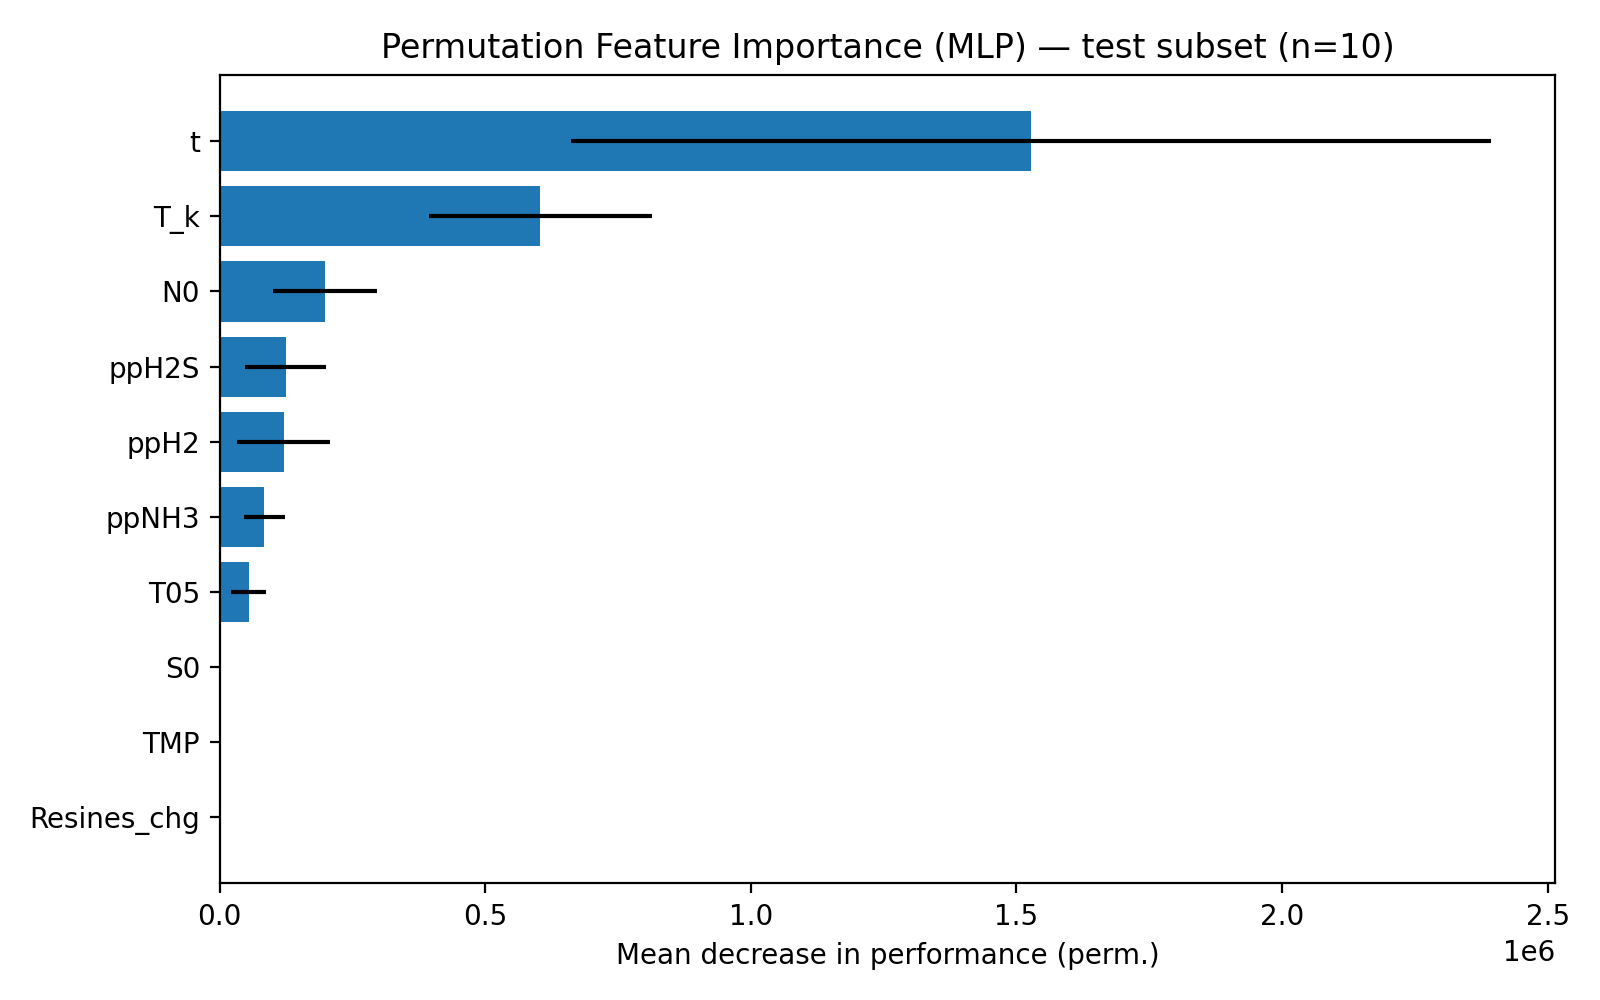 Permutation Feature Importance (MLP) — test subset (n=10)
t
T_k
N0
ppH2S
ppH2
ppNH3
T05
S0
TMP
Resines_chg
0.0 0.5 1.0 1.5 2.0 2.5
1e6
Mean decrease in performance (perm.)